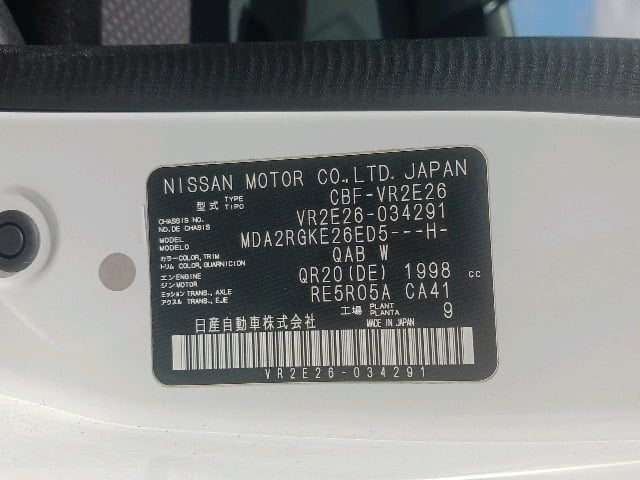 NISSAN MOTOR CO.,LTD. JAPAN
型式 TYPE TIPO CBF-VR2E26
CHASSIS NO. NO.DE CHASIS VR2E26-034291
MODEL MODELO MDA2RGKE26ED5---H-
カラー COLOR, TRIM トリム COLOR, GUARNICION QAB W
エンジン ENGINE MOTOR QR20(DE) 1998 cc
ミッション TRANS., AXLE アクスル TRANS., EJE RE5R05A CA41
工場 PLANT PLANTA 9
日産自動車株式会社 MADE IN JAPAN
VR2E26-034291